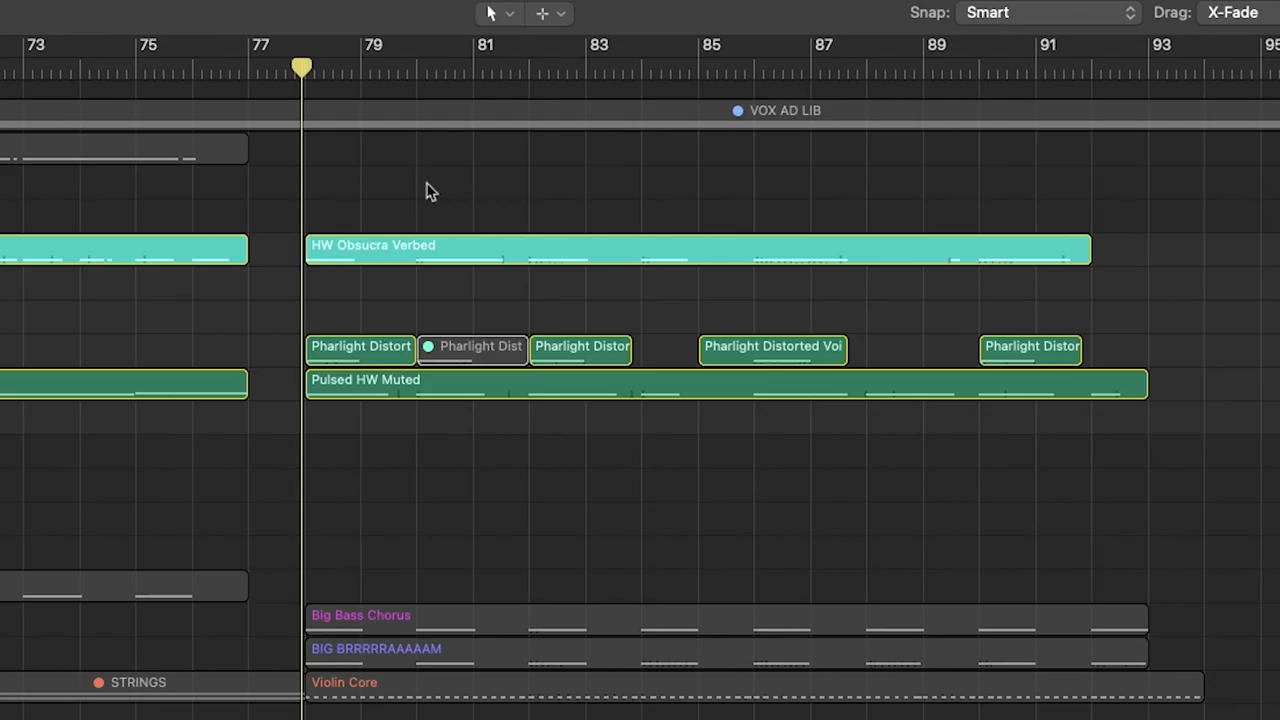 Snap: Smart Drag: X-Fade
73 75 77 79 81 83 85 87 89 91 93 95
VOX AD LIB
HW Obsucra Verbed
Pharlight Distort Pharlight Dist Pharlight Distor Pharlight Distorted Voi Pharlight Distor
Pulsed HW Muted
Big Bass Chorus
BIG BRRRRRAAAAAM
STRINGS Violin Core